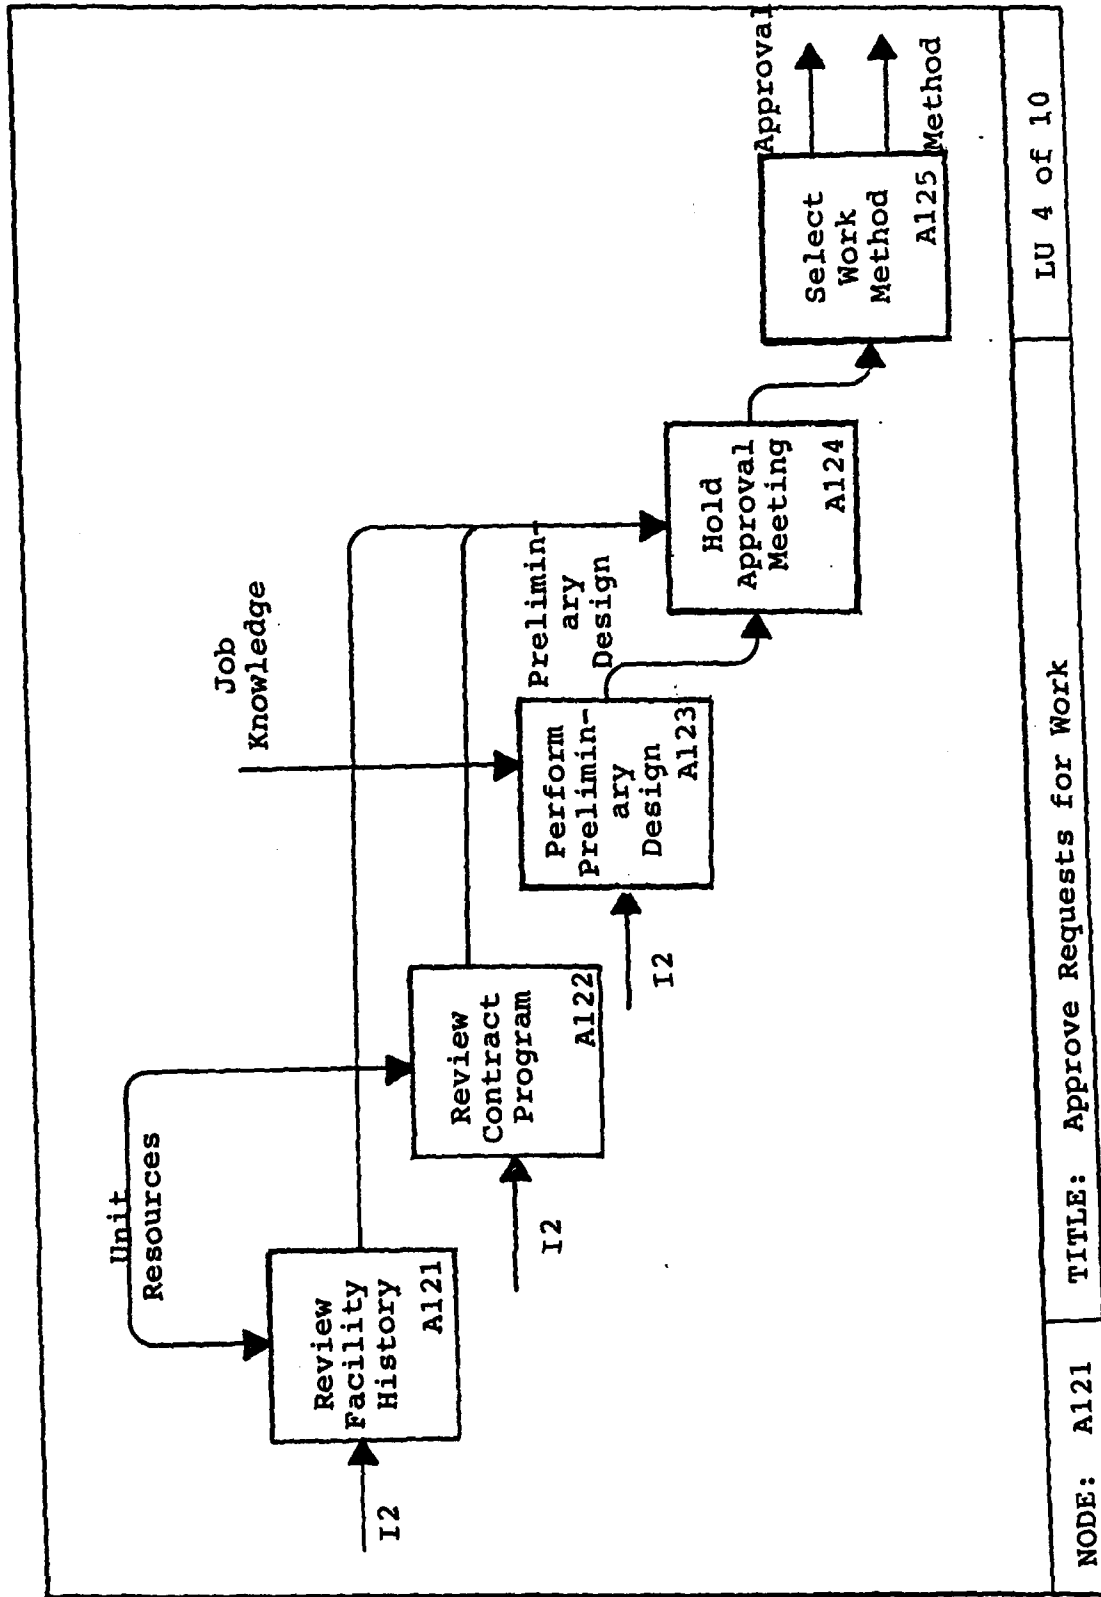 Unit
Resources
Job
Knowledge
I2
Review
Facility
History
A121
I2
Review
Contract
Program
A122
I2
Perform
Prelimin-
ary
Design
A123
Prelimin-
ary
Design
Hold
Approval
Meeting
A124
Select
Work
Method
A125
Approval
Method
NODE: A121
TITLE: Approve Requests for Work
LU 4 of 10